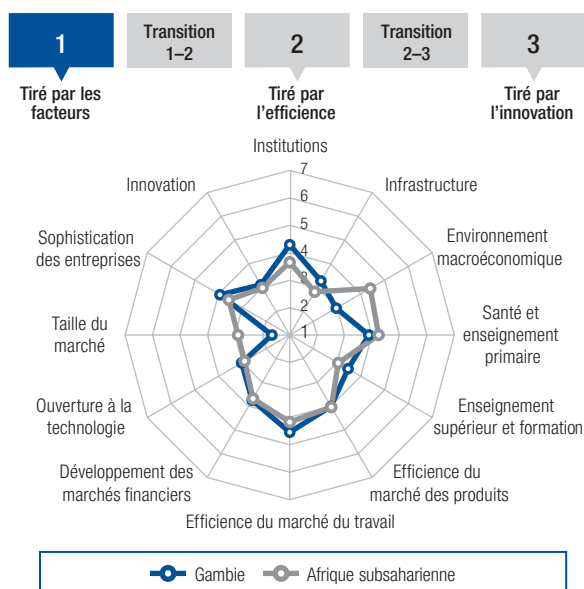 1
Transition
1–2
2
Transition
2–3
3
Tiré par les
facteurs
Tiré par
l’efficience
Tiré par
l’innovation
Institutions
7
6
5
4
3
2
1
Infrastructure
Environnement
macroéconomique
Santé et
enseignement
primaire
Enseignement
supérieur et formation
Efficience du
marché des produits
Efficience du marché du travail
Développement des
marchés financiers
Ouverture à la
technologie
Taille du
marché
Sophistication
des entreprises
Innovation
Gambie
Afrique subsaharienne